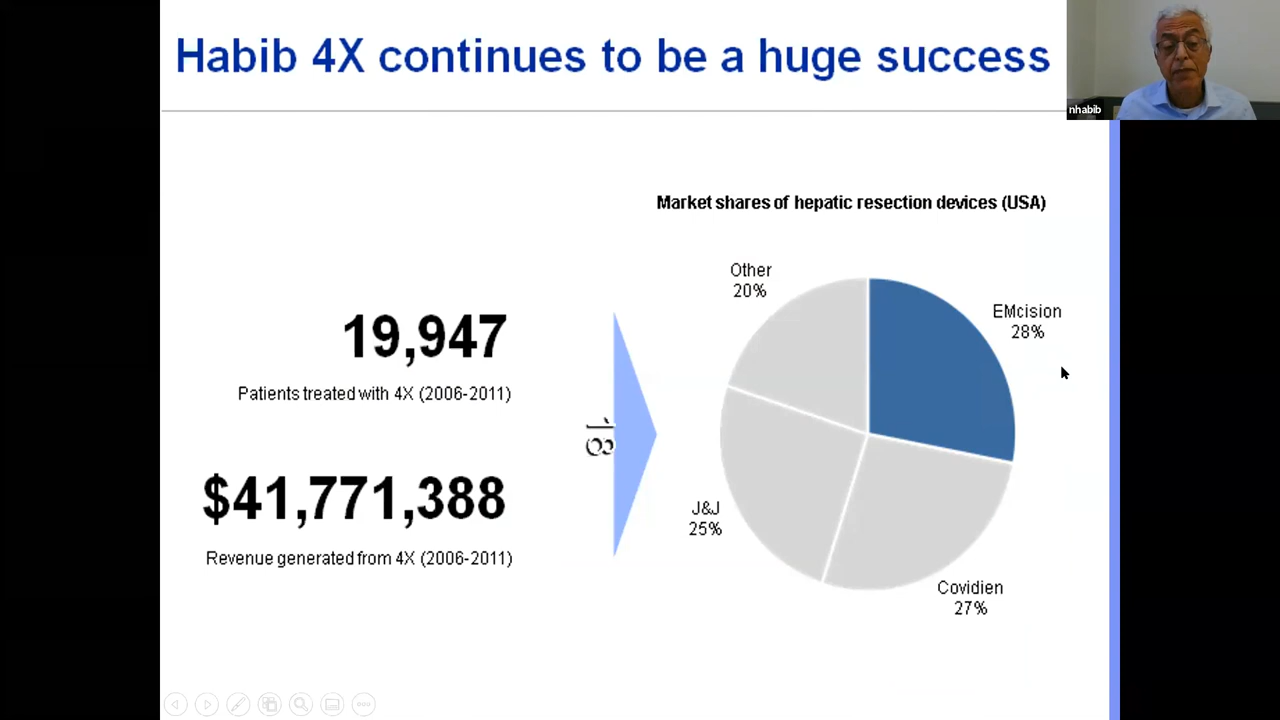 Habib 4X continues to be a huge success
nhabib
Market shares of hepatic resection devices (USA)
Other
20%
EMcision
28%
19,947
Patients treated with 4X (2006-2011)
J&J
25%
$41,771,388
Revenue generated from 4X (2006-2011)
Covidien
27%